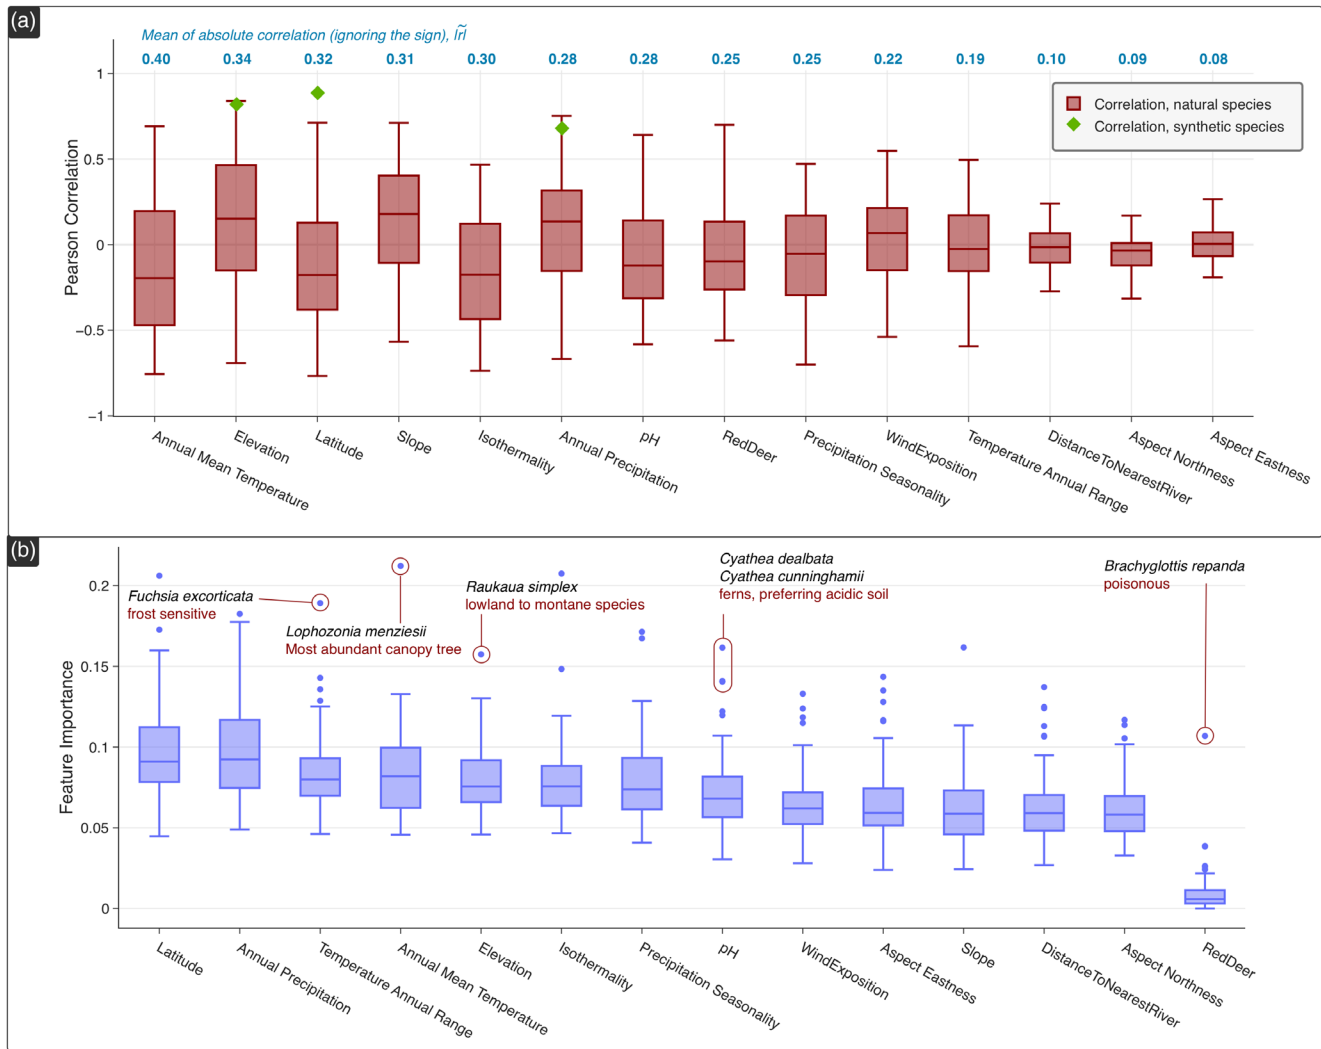 (a)
Mean of absolute correlation (ignoring the sign), |r̃|
0.40 0.34 0.32 0.31 0.30 0.28 0.28 0.25 0.25 0.22 0.19 0.10 0.09 0.08
1
0.5
0
−0.5
−1
Pearson Correlation
Correlation, natural species
Correlation, synthetic species
Annual Mean Temperature
Elevation
Latitude
Slope
Isothermality
Annual Precipitation
pH
RedDeer
Precipitation Seasonality
WindExposition
Temperature Annual Range
DistanceToNearestRiver
Aspect Northness
Aspect Eastness
(b)
0.2
0.15
0.1
0.05
0
Feature Importance
Fuchsia excorticata
frost sensitive
Lophozonia menziesii
Most abundant canopy tree
Raukaua simplex
lowland to montane species
Cyathea dealbata
Cyathea cunninghamii
ferns, preferring acidic soil
Brachyglottis repanda
poisonous
Latitude
Annual Precipitation
Temperature Annual Range
Annual Mean Temperature
Elevation
Isothermality
Precipitation Seasonality
pH
WindExposition
Aspect Eastness
Slope
DistanceToNearestRiver
Aspect Northness
RedDeer